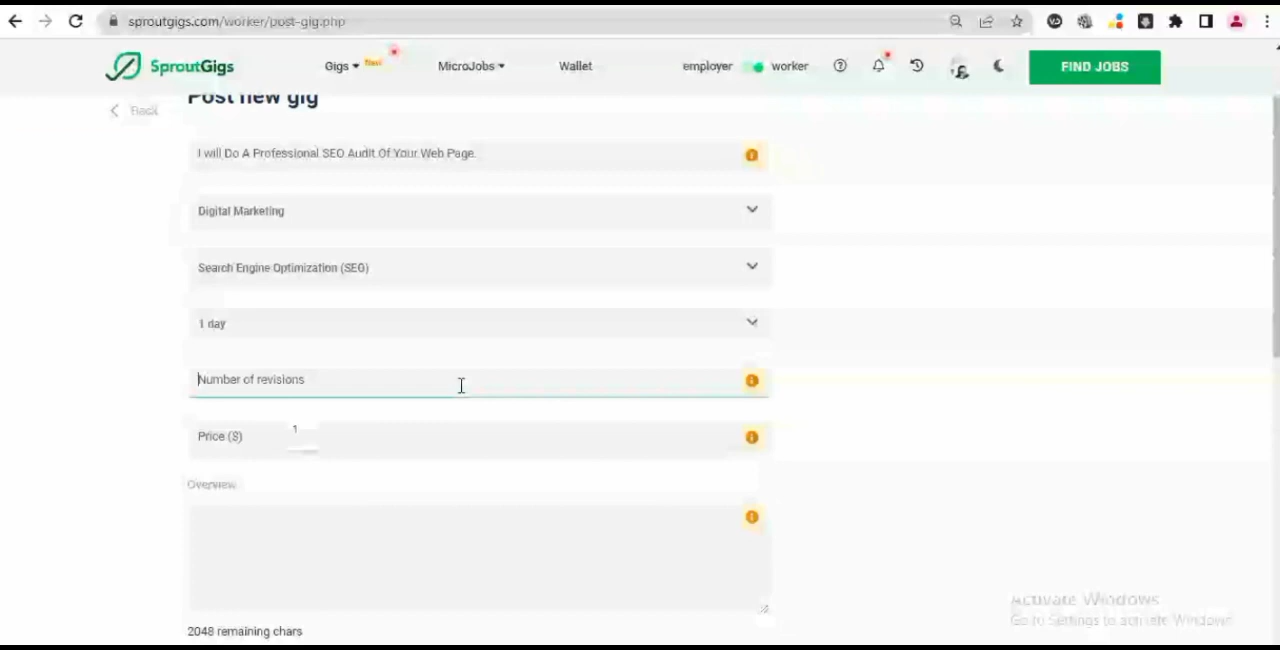 sproutgigs.com/worker/post-gig.php
SproutGigs
Gigs
New
MicroJobs
Wallet
employer
worker
FIND JOBS
Post new gig
Back
I will Do A Professional SEO Audit Of Your Web Page.
Digital Marketing
Search Engine Optimization (SEO)
1 day
Number of revisions
Price ($)
1
Overview
2048 remaining chars
Activate Windows
Go to Settings to activate Windows.